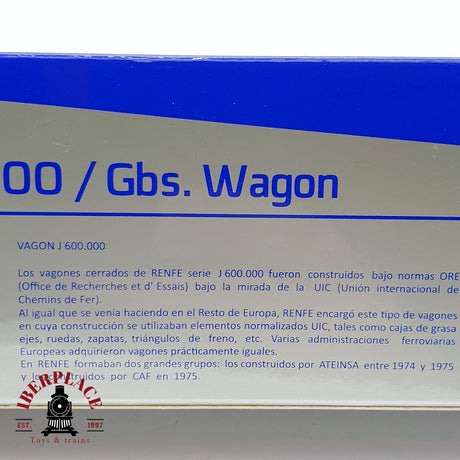 00 / Gbs. Wagon
VAGON J 600.000
Los vagones cerrados de RENFE serie J 600.000 fueron construidos bajo normas ORE
(Office de Recherches et d' Essais) bajo la mirada de la UIC (Unión internacional de
Chemins de Fer).
Al igual que se venía haciendo en el Resto de Europa, RENFE encargó este tipo de vagones
en cuya construcción se utilizaban elementos normalizados UIC, tales como cajas de grasa
ejes, ruedas, zapatas, triángulos de freno, etc. Varias administraciones ferroviarias
Europeas adquirieron vagones prácticamente iguales.
En RENFE formaban dos grandes grupos: los construidos por ATEINSA entre 1974 y 1975
y los construidos por CAF en 1975.
IBERPLACE
EST. 1997
Toys & trains